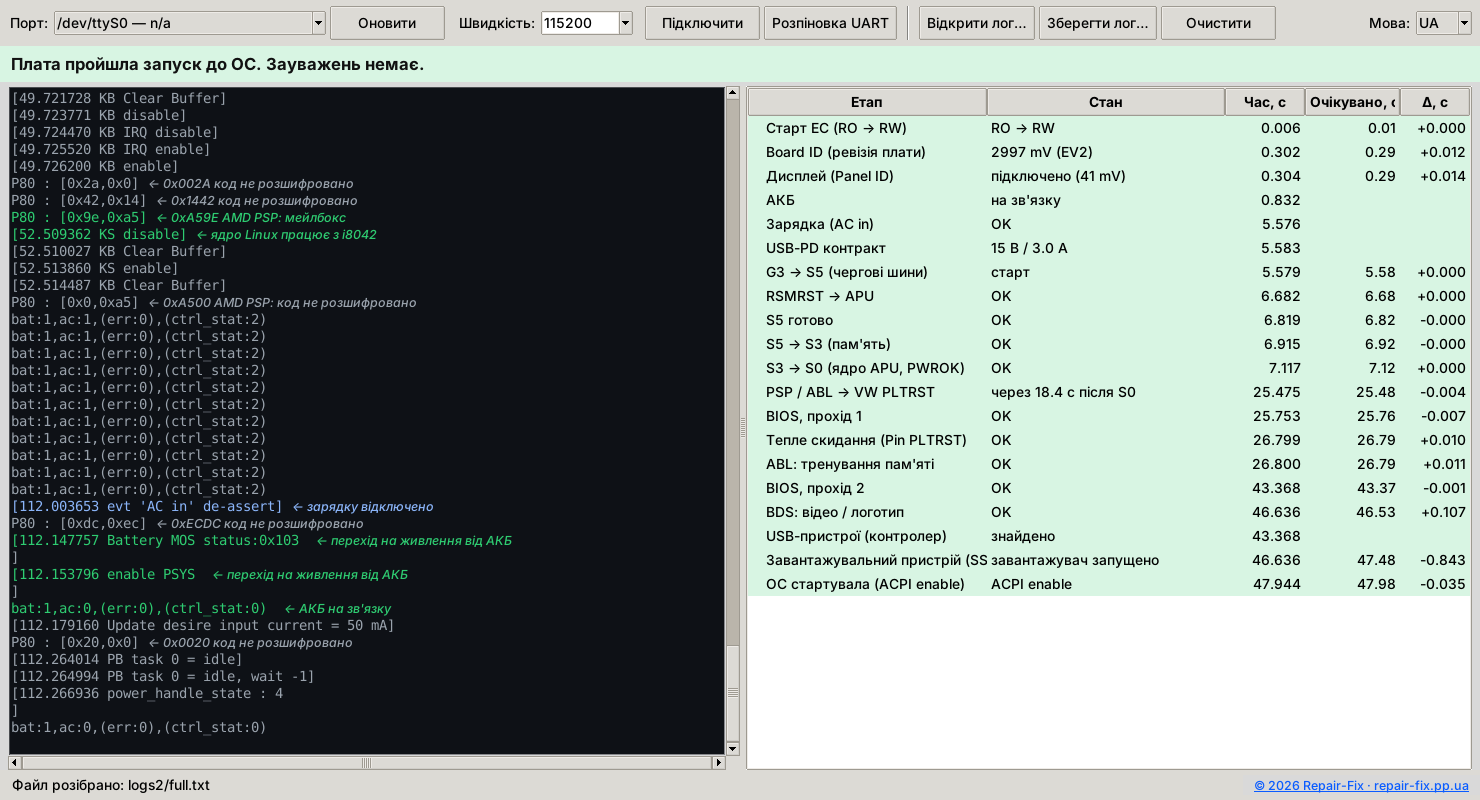 Порт: /dev/ttyS0 — n/a Оновити Швидкість: 115200 Підключити Розпіновка UART Відкрити лог… Зберегти лог… Очистити Мова: UA
Плата пройшла запуск до ОС. Зауважень немає.
[49.721728 KB Clear Buffer]
[49.723771 KB disable]
[49.724470 KB IRQ disable]
[49.725520 KB IRQ enable]
[49.726200 KB enable]
P80 : [0x2a,0x0] ← 0x002A код не розшифровано
P80 : [0x42,0x14] ← 0x1442 код не розшифровано
P80 : [0x9e,0xa5] ← 0xA59E AMD PSP: мейлбокс
[52.509362 KS disable] ← ядро Linux працює з i8042
[52.510027 KB Clear Buffer]
[52.513860 KS enable]
[52.514487 KB Clear Buffer]
P80 : [0x0,0xa5] ← 0xA500 AMD PSP: код не розшифровано
bat:1,ac:1,(err:0),(ctrl_stat:2)
bat:1,ac:1,(err:0),(ctrl_stat:2)
bat:1,ac:1,(err:0),(ctrl_stat:2)
bat:1,ac:1,(err:0),(ctrl_stat:2)
bat:1,ac:1,(err:0),(ctrl_stat:2)
bat:1,ac:1,(err:0),(ctrl_stat:2)
bat:1,ac:1,(err:0),(ctrl_stat:2)
bat:1,ac:1,(err:0),(ctrl_stat:2)
bat:1,ac:1,(err:0),(ctrl_stat:2)
bat:1,ac:1,(err:0),(ctrl_stat:2)
bat:1,ac:1,(err:0),(ctrl_stat:2)
[112.003653 evt 'AC in' de-assert] ← зарядку відключено
P80 : [0xdc,0xec] ← 0xECDC код не розшифровано
[112.147757 Battery MOS status:0x103 ← перехід на живлення від АКБ
]
[112.153796 enable PSYS ← перехід на живлення від АКБ
]
bat:1,ac:0,(err:0),(ctrl_stat:0) ← АКБ на зв'язку
[112.179160 Update desire input current = 50 mA]
P80 : [0x20,0x0] ← 0x0020 код не розшифровано
[112.264014 PB task 0 = idle]
[112.264994 PB task 0 = idle, wait -1]
[112.266936 power_handle_state : 4
]
bat:1,ac:0,(err:0),(ctrl_stat:0)
Етап Стан Час, с Очікувано, с Δ, с
Старт EC (RO → RW) RO → RW 0.006 0.01 +0.000
Board ID (ревізія плати) 2997 mV (EV2) 0.302 0.29 +0.012
Дисплей (Panel ID) підключено (41 mV) 0.304 0.29 +0.014
АКБ на зв'язку 0.832
Зарядка (AC in) OK 5.576
USB-PD контракт 15 В / 3.0 А 5.583
G3 → S5 (чергові шини) старт 5.579 5.58 +0.000
RSMRST → APU OK 6.682 6.68 +0.000
S5 готово OK 6.819 6.82 -0.000
S5 → S3 (пам'ять) OK 6.915 6.92 -0.000
S3 → S0 (ядро APU, PWROK) OK 7.117 7.12 +0.000
PSP / ABL → VW PLTRST через 18.4 с після S0 25.475 25.48 -0.004
BIOS, прохід 1 OK 25.753 25.76 -0.007
Тепле скидання (Pin PLTRST) OK 26.799 26.79 +0.010
ABL: тренування пам'яті OK 26.800 26.79 +0.011
BIOS, прохід 2 OK 43.368 43.37 -0.001
BDS: відео / логотип OK 46.636 46.53 +0.107
USB-пристрої (контролер) знайдено 43.368
Завантажувальний пристрій (SS завантажувач запущено 46.636 47.48 -0.843
ОС стартувала (ACPI enable) ACPI enable 47.944 47.98 -0.035
Файл розібрано: logs2/full.txt
© 2026 Repair-Fix · repair-fix.pp.ua